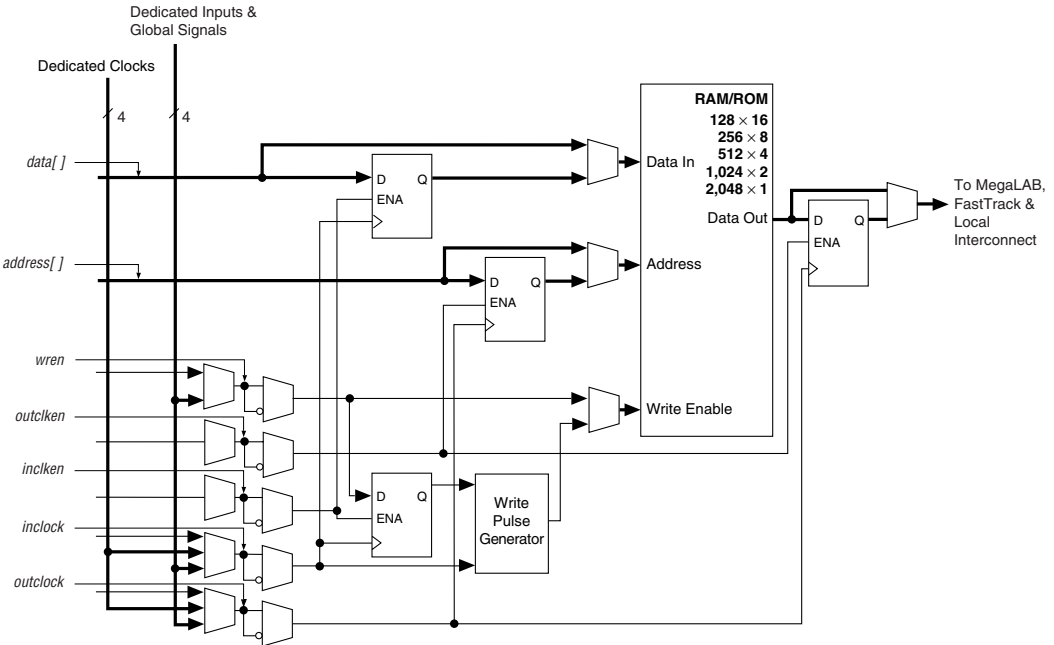 Dedicated Inputs &
Global Signals
Dedicated Clocks
4
4
RAM/ROM
128 × 16
256 × 8
512 × 4
1,024 × 2
2,048 × 1
data[ ]
D Q
ENA
Data In
Data Out
To MegaLAB,
FastTrack &
Local
Interconnect
D Q
ENA
address[ ]
D Q
ENA
Address
wren
Write Enable
outclken
inclken
D Q
ENA
Write
Pulse
Generator
inclock
outclock